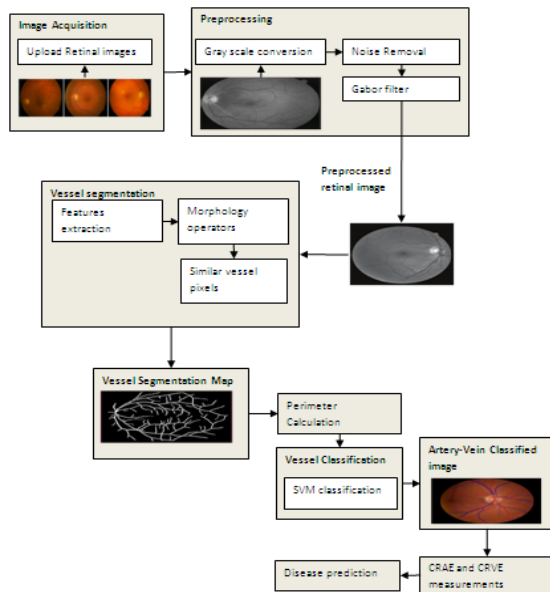 Image Acquisition
Upload Retinal images
Preprocessing
Gray scale conversion
Noise Removal
Gabor filter
Preprocessed
retinal image
Vessel segmentation
Features
extraction
Morphology
operators
Similar vessel
pixels
Vessel Segmentation Map
Perimeter
Calculation
Vessel Classification
SVM classification
Artery-Vein Classified
image
CRAE and CRVE
measurements
Disease prediction